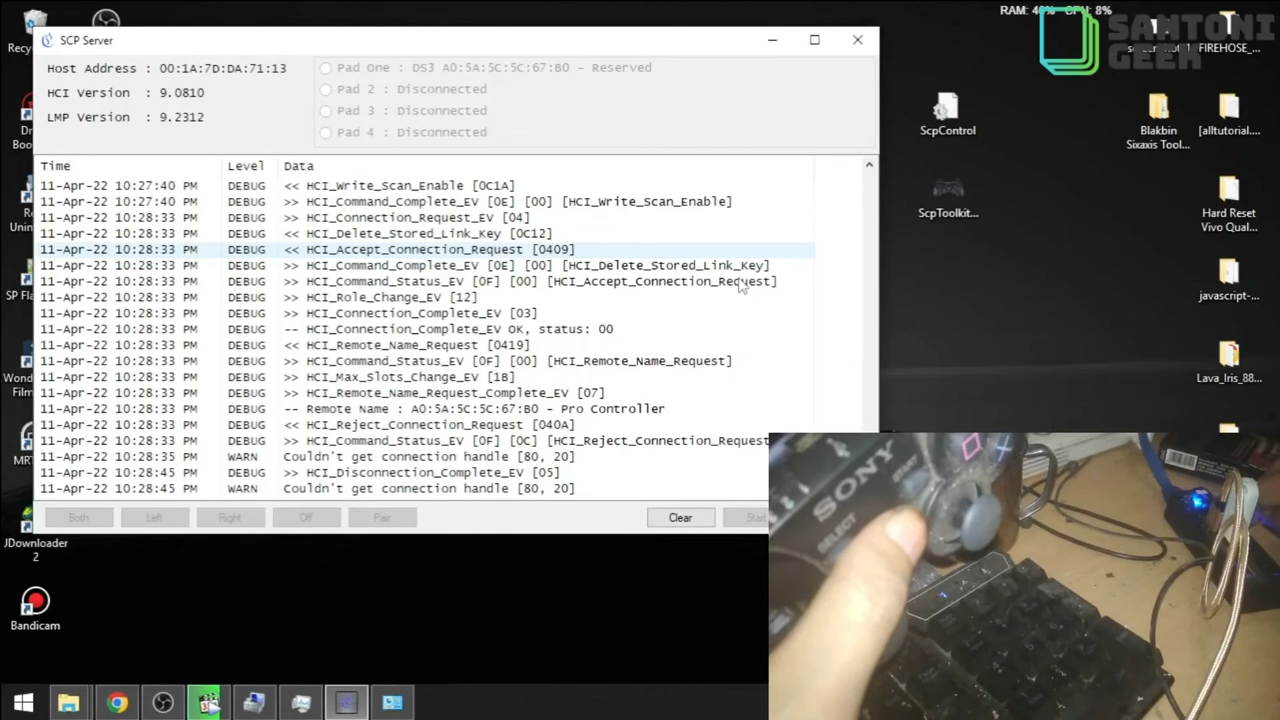 RAM: 46% CPU: 8%
SANTONI
GEEK
SCP Server
Host Address : 00:1A:7D:DA:71:13
HCI Version : 9.0810
LMP Version : 9.2312
Pad One : DS3 A0:5A:5C:5C:67:B0 - Reserved
Pad 2 : Disconnected
Pad 3 : Disconnected
Pad 4 : Disconnected
Time Level Data
11-Apr-22 10:27:40 PM DEBUG << HCI_Write_Scan_Enable [0C1A]
11-Apr-22 10:27:40 PM DEBUG >> HCI_Command_Complete_EV [0E] [00] [HCI_Write_Scan_Enable]
11-Apr-22 10:28:33 PM DEBUG >> HCI_Connection_Request_EV [04]
11-Apr-22 10:28:33 PM DEBUG << HCI_Delete_Stored_Link_Key [0C12]
11-Apr-22 10:28:33 PM DEBUG << HCI_Accept_Connection_Request [0409]
11-Apr-22 10:28:33 PM DEBUG >> HCI_Command_Complete_EV [0E] [00] [HCI_Delete_Stored_Link_Key]
11-Apr-22 10:28:33 PM DEBUG >> HCI_Command_Status_EV [0F] [00] [HCI_Accept_Connection_Request]
11-Apr-22 10:28:33 PM DEBUG >> HCI_Role_Change_EV [12]
11-Apr-22 10:28:33 PM DEBUG >> HCI_Connection_Complete_EV [03]
11-Apr-22 10:28:33 PM DEBUG -- HCI_Connection_Complete_EV OK, status: 00
11-Apr-22 10:28:33 PM DEBUG << HCI_Remote_Name_Request [0419]
11-Apr-22 10:28:33 PM DEBUG >> HCI_Command_Status_EV [0F] [00] [HCI_Remote_Name_Request]
11-Apr-22 10:28:33 PM DEBUG >> HCI_Max_Slots_Change_EV [1B]
11-Apr-22 10:28:33 PM DEBUG >> HCI_Remote_Name_Request_Complete_EV [07]
11-Apr-22 10:28:33 PM DEBUG -- Remote Name : A0:5A:5C:5C:67:B0 - Pro Controller
11-Apr-22 10:28:33 PM DEBUG << HCI_Reject_Connection_Request [040A]
11-Apr-22 10:28:33 PM DEBUG >> HCI_Command_Status_EV [0F] [0C] [HCI_Reject_Connection_Request
11-Apr-22 10:28:35 PM WARN Couldn't get connection handle [80, 20]
11-Apr-22 10:28:45 PM DEBUG >> HCI_Disconnection_Complete_EV [05]
11-Apr-22 10:28:45 PM WARN Couldn't get connection handle [80, 20]
Both Left Right Off Pair Clear Start
JDownloader
2
Bandicam
ScpControl
ScpToolkit...
Blakbin
Sixaxis Tool...
FIREHOSE_...
[alltutorial....
Hard Reset
Vivo Qual...
javascript-...
Lava_Iris_88...
SONY
SELECT
START